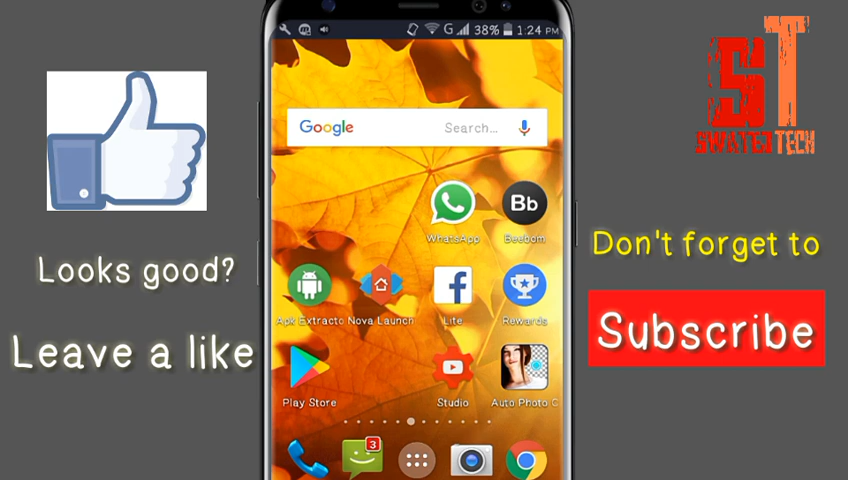 G 38% 1:24 PM
ST
SWATEE TECH
Google Search...
Bb
WhatsApp Beebom
Don't forget to
Looks good?
Apk Extracto Nova Launch Lite Rewards
Subscribe
Leave a like
Play Store Studio Auto Photo C
3